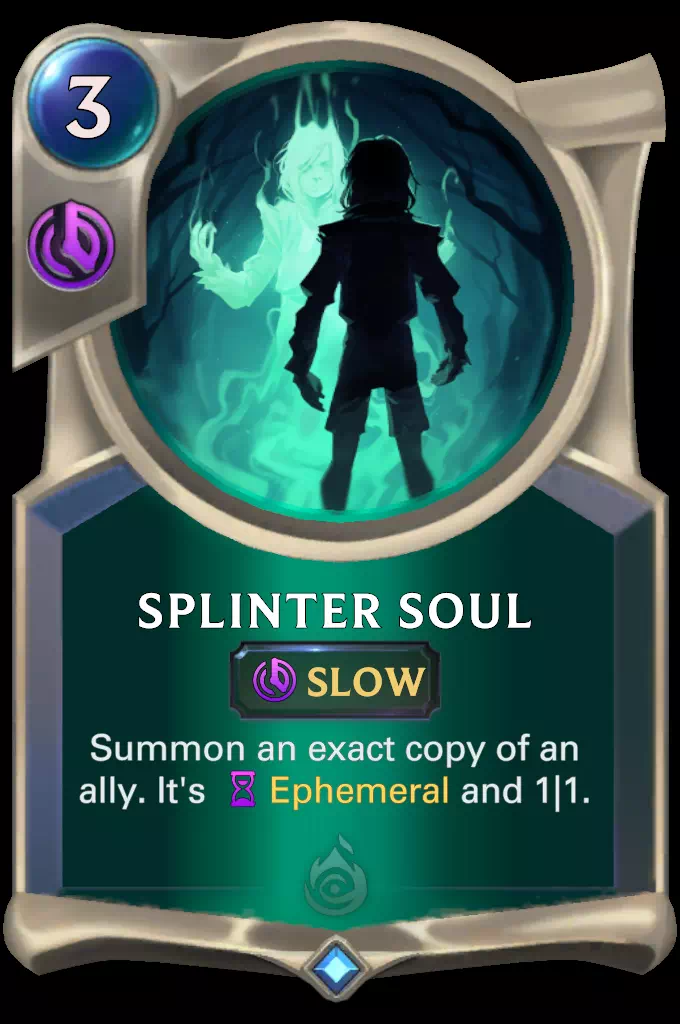 3
SPLINTER SOUL
SLOW
Summon an exact copy of an
ally. It's Ephemeral and 1|1.